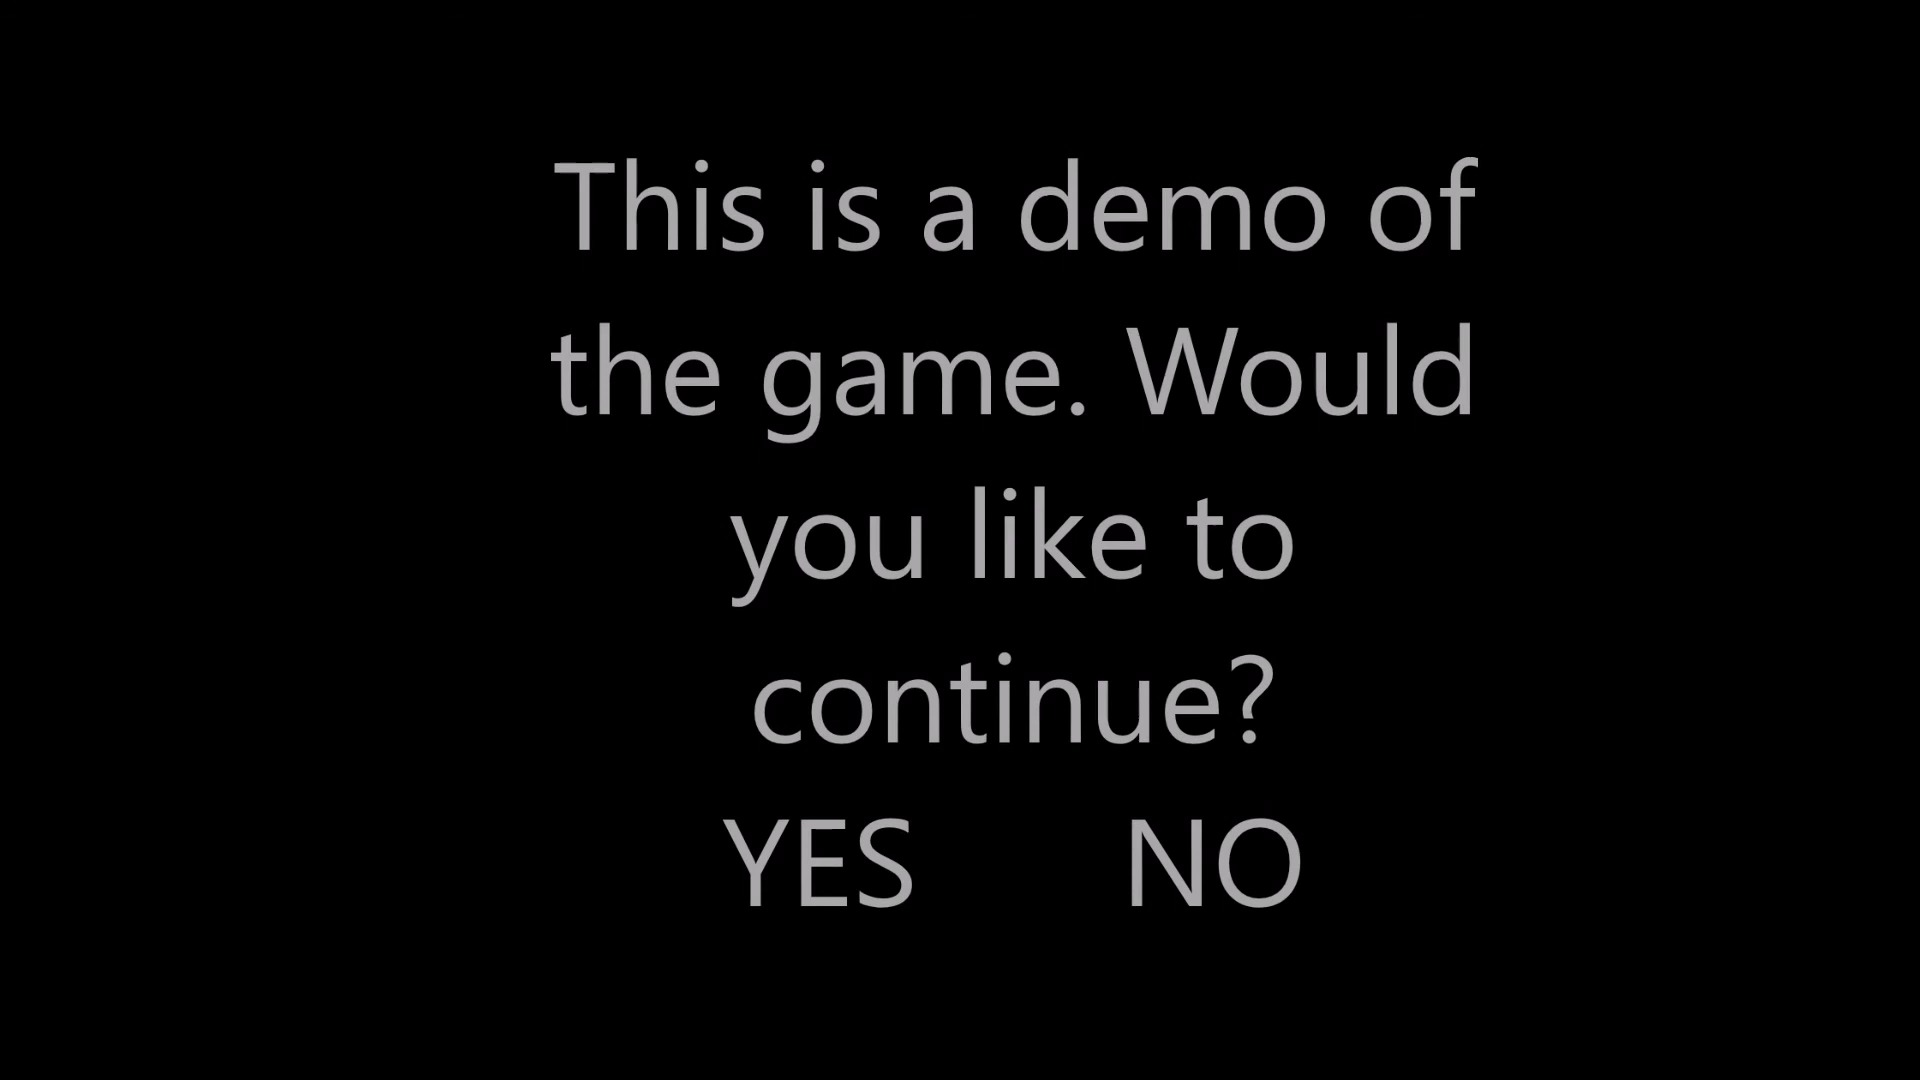 This is a demo of
the game. Would
you like to
continue?
YES NO